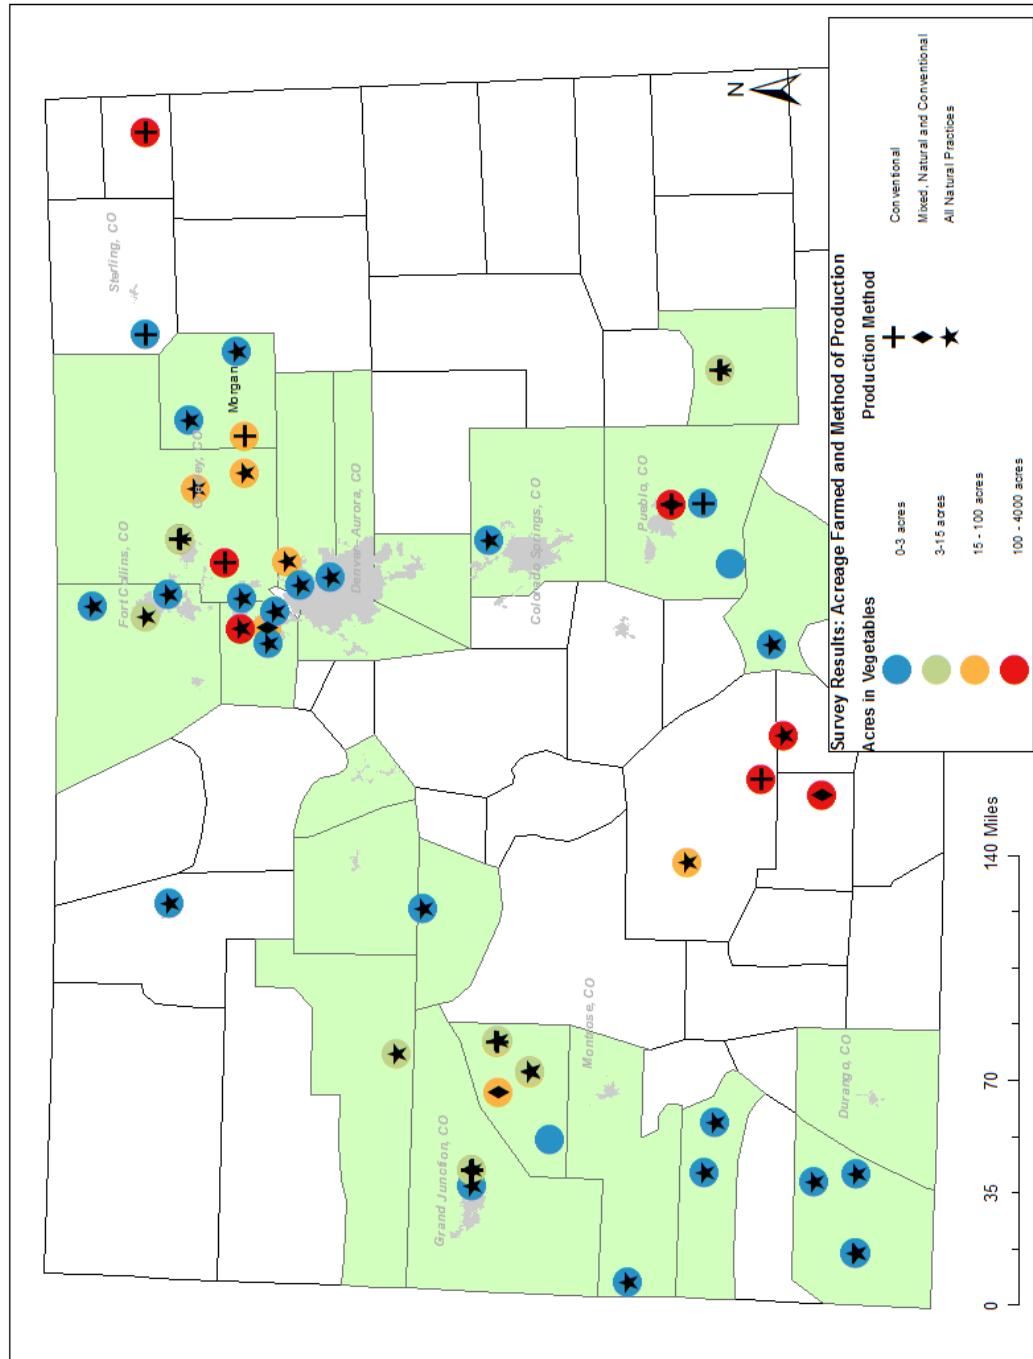 N
Sterling, CO
Morgan
Fort Collins, CO
Denver--Aurora, CO
Colorado Springs, CO
Pueblo, CO
Grand Junction, CO
Montrose, CO
Durango, CO
Survey Results: Acreage Farmed and Method of Production
Acres in Vegetables
0-3 acres
3-15 acres
15 - 100 acres
100 - 4000 acres
Production Method
Conventional
Mixed, Natural and Conventional
All Natural Practices
0
35
70
140 Miles